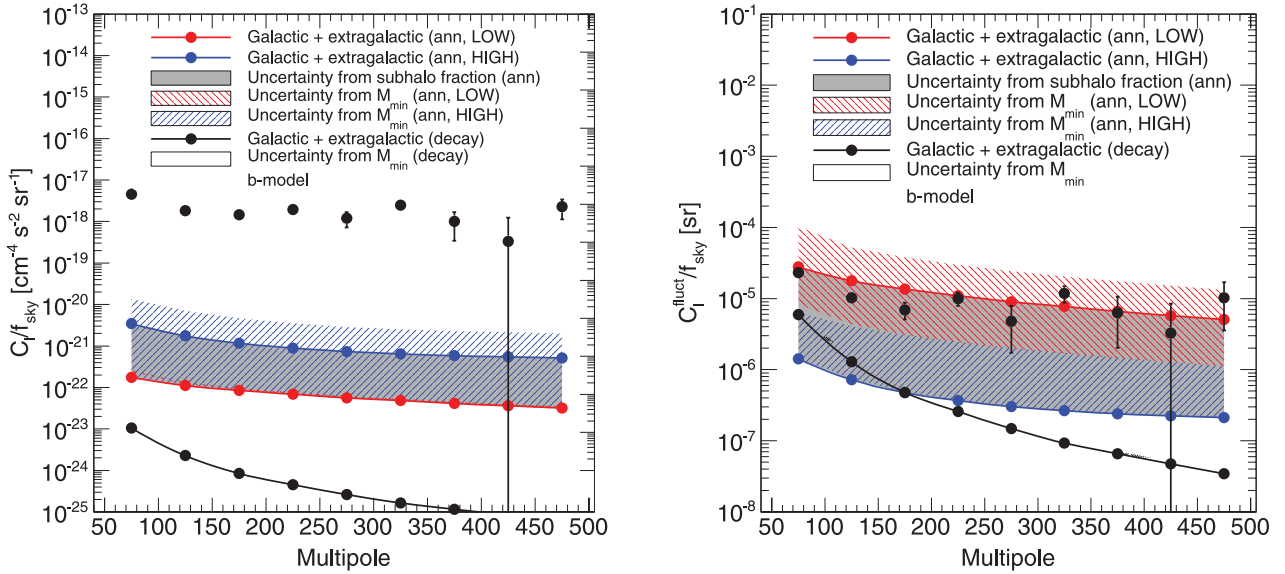 10^-13
10^-14
10^-15
10^-16
10^-17
10^-18
10^-19
10^-20
10^-21
10^-22
10^-23
10^-24
10^-25
C_l/f_sky [cm^-4 s^-2 sr^-1]
Galactic + extragalactic (ann, LOW)
Galactic + extragalactic (ann, HIGH)
Uncertainty from subhalo fraction (ann)
Uncertainty from M_min (ann, LOW)
Uncertainty from M_min (ann, HIGH)
Galactic + extragalactic (decay)
Uncertainty from M_min (decay)
b-model
50 100 150 200 250 300 350 400 450 500
Multipole
10^-1
10^-2
10^-3
10^-4
10^-5
10^-6
10^-7
10^-8
C_l^fluct/f_sky [sr]
Galactic + extragalactic (ann, LOW)
Galactic + extragalactic (ann, HIGH)
Uncertainty from subhalo fraction (ann)
Uncertainty from M_min (ann, LOW)
Uncertainty from M_min (ann, HIGH)
Galactic + extragalactic (decay)
Uncertainty from M_min
b-model
50 100 150 200 250 300 350 400 450 500
Multipole